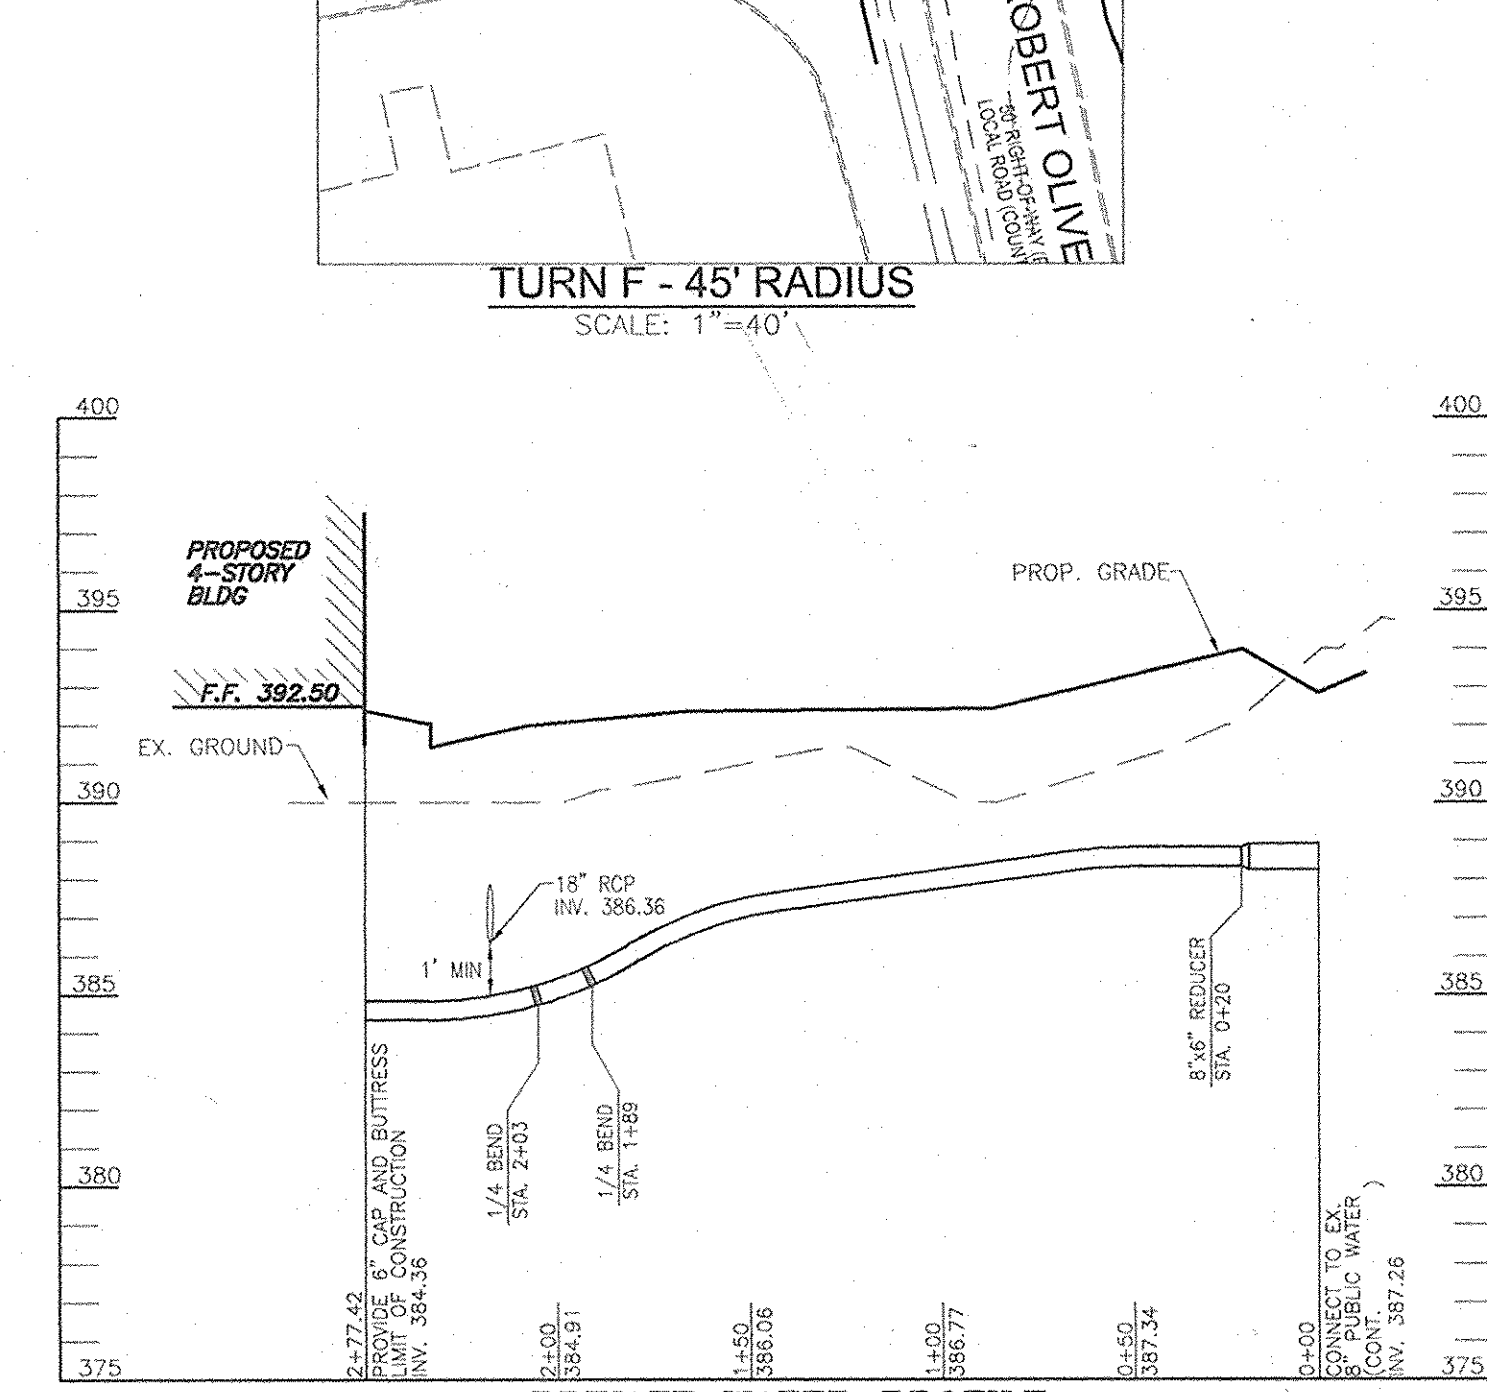 ROBERT OLIVE
50' RIGHT-OF-WAY
LOCAL ROAD (COUN
TURN F - 45' RADIUS
SCALE: 1"=40'
400
400
PROPOSED
4-STORY
BLDG
PROP. GRADE
395
395
F.F. 392.50
EX. GROUND
390
390
18" RCP
INV. 386.36
1' MIN
385
385
8"x6" REDUCER
STA. 0+20
1/4 BEND
STA. 2+03
1/4 BEND
STA. 1+89
380
380
2+77.42
PROVIDE 6" CAP AND BUTTRESS
LIMIT OF CONSTRUCTION
INV. 384.36
2+00
384.91
1+50
386.06
1+00
386.77
0+50
387.34
0+00
CONNECT TO EX.
8" PUBLIC WATER
(CONT. )
INV. 387.26
375
375